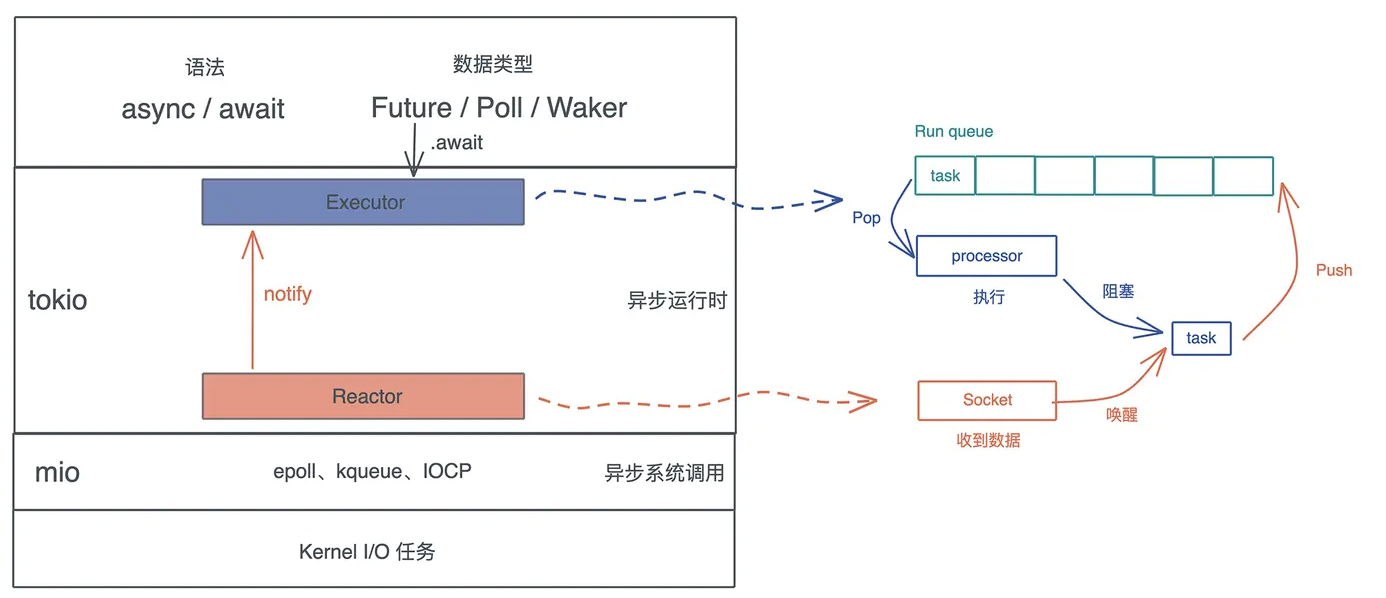 语法
async / await
数据类型
Future / Poll / Waker
.await
Executor
notify
tokio
异步运行时
Reactor
mio
epoll、kqueue、IOCP
异步系统调用
Kernel I/O 任务
Run queue
task
Pop
processor
执行
阻塞
Push
task
Socket
唤醒
收到数据